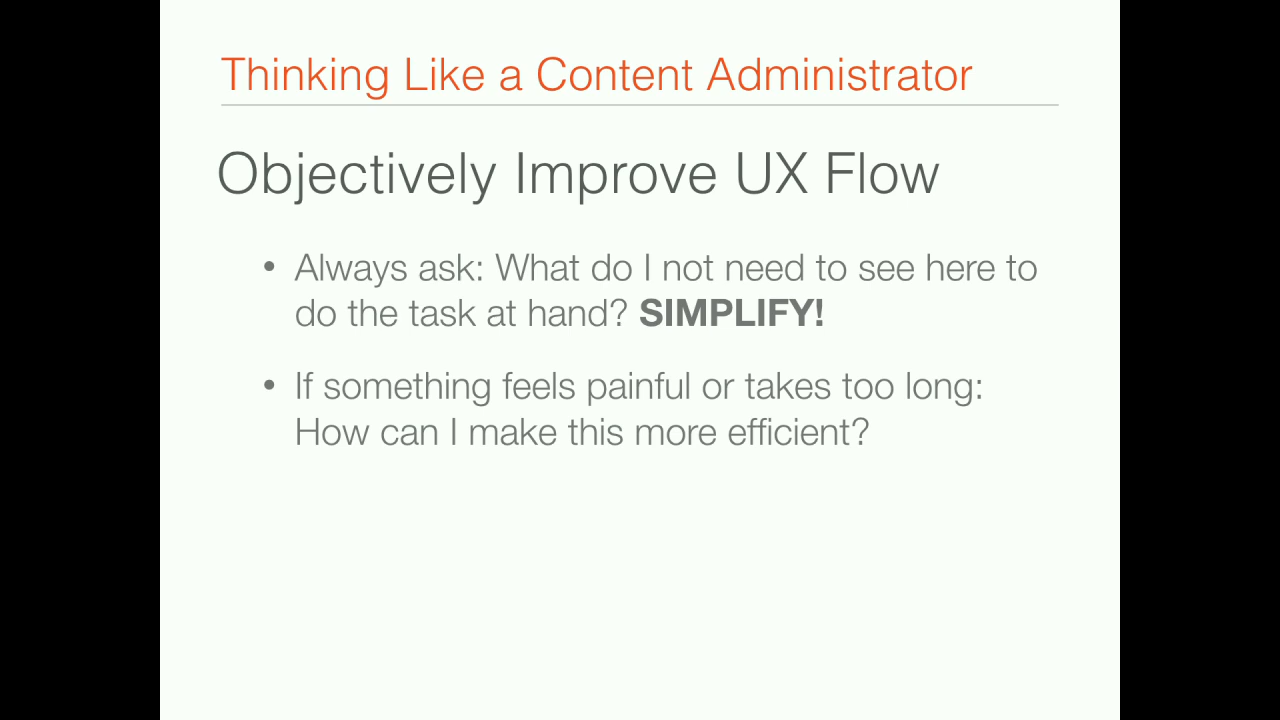 Thinking Like a Content Administrator
Objectively Improve UX Flow
• Always ask: What do I not need to see here to
do the task at hand? SIMPLIFY!
• If something feels painful or takes too long:
How can I make this more efficient?